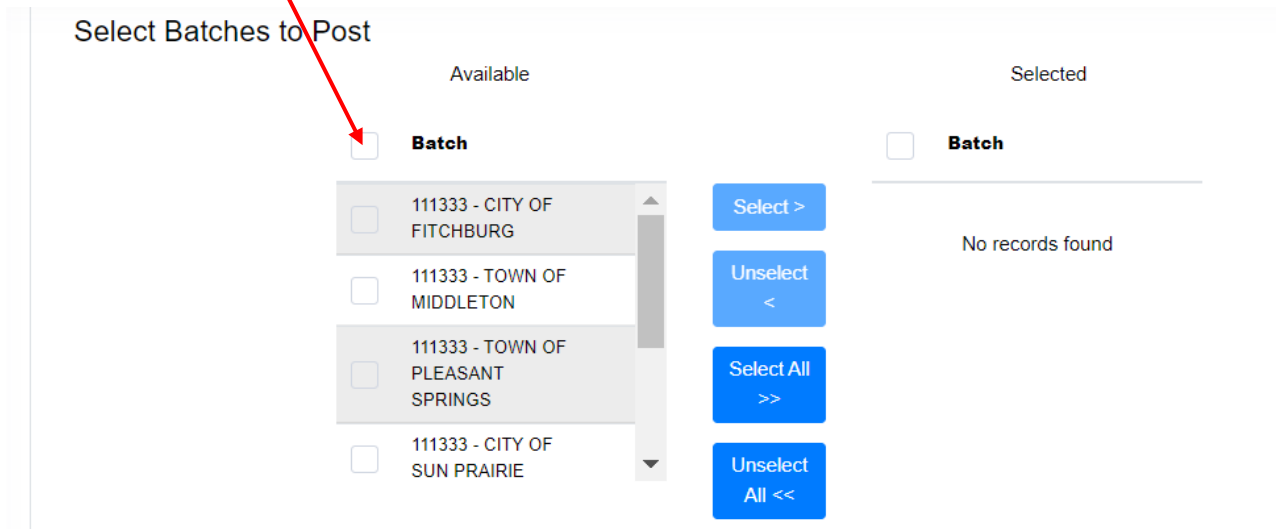 Select Batches to Post
Available
Selected
Batch
Batch
111333 - CITY OF
FITCHBURG
111333 - TOWN OF
MIDDLETON
111333 - TOWN OF
PLEASANT
SPRINGS
111333 - CITY OF
SUN PRAIRIE
Select >
Unselect
<
Select All
>>
Unselect
All <<
No records found